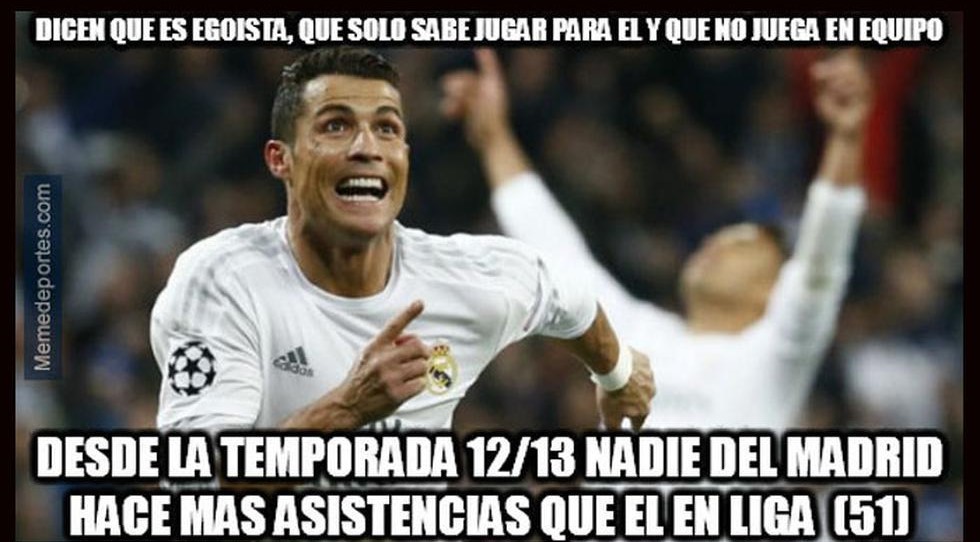 DICEN QUE ES EGOISTA, QUE SOLO SABE JUGAR PARA EL Y QUE NO JUEGA EN EQUIPO
Memedeportes.com
adidas
DESDE LA TEMPORADA 12/13 NADIE DEL MADRID
HACE MAS ASISTENCIAS QUE EL EN LIGA (51)